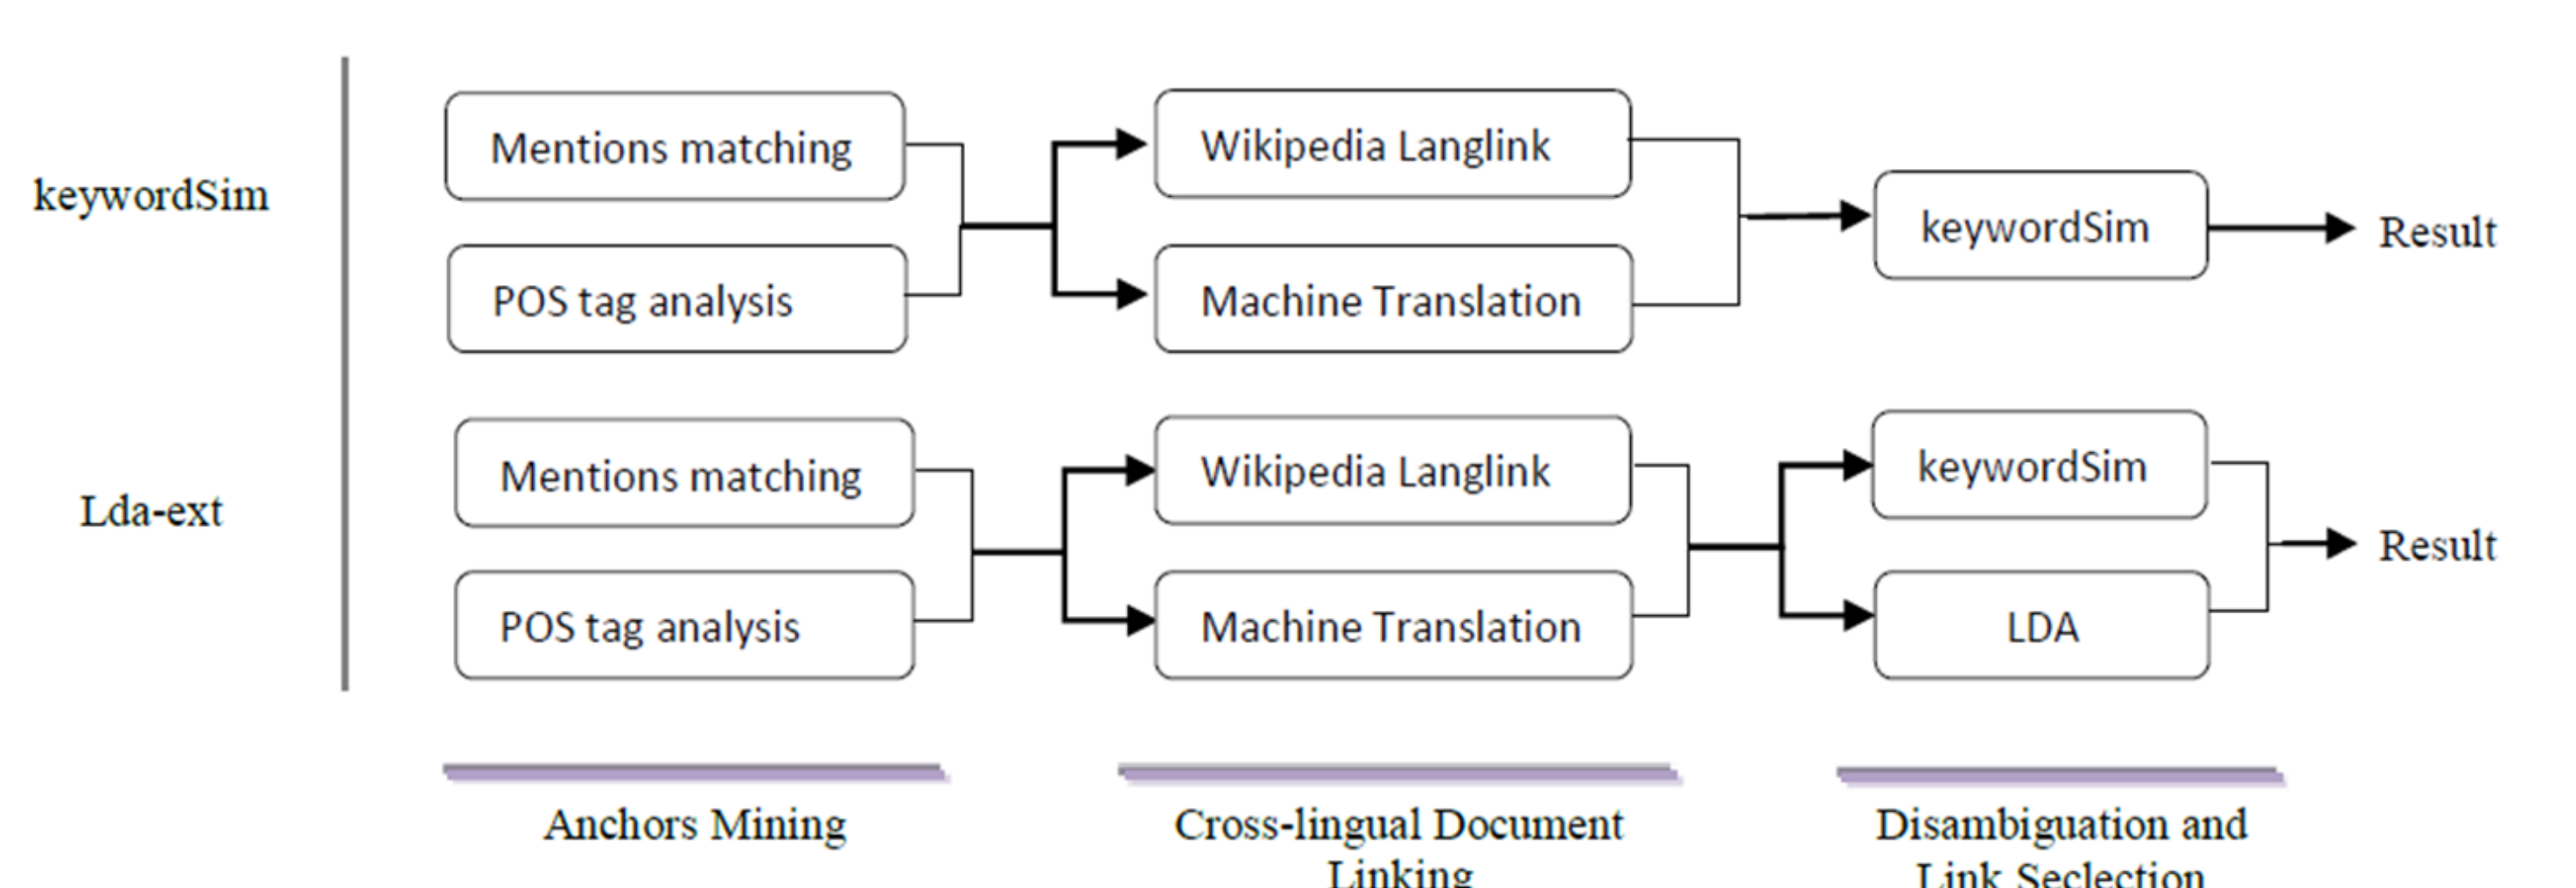 Mentions matching
Wikipedia Langlink
keywordSim
keywordSim
Result
POS tag analysis
Machine Translation
Mentions matching
Wikipedia Langlink
keywordSim
Lda-ext
Result
POS tag analysis
Machine Translation
LDA
Anchors Mining
Cross-lingual Document
Linking
Disambiguation and
Link Seclection